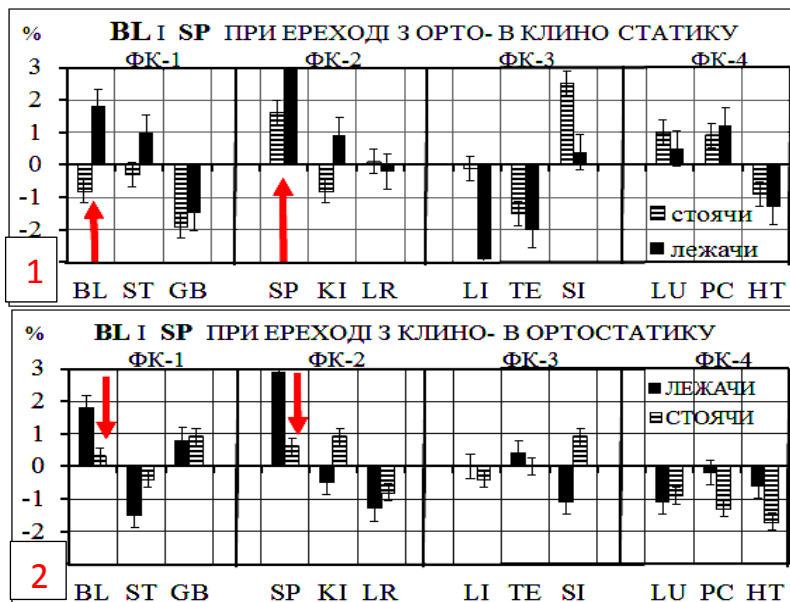 % BL І SP ПРИ ЕРЕХОДІ З ОРТО- В КЛИНО СТАТИКУ
ФК-1 ФК-2 ФК-3 ФК-4
3
2
1
0
-1
-2
стоячи
лежачи
1
BL ST GB SP KI LR LI TE SI LU PC HT
% BL І SP ПРИ ЕРЕХОДІ З КЛИНО- В ОРТОСТАТИКУ
ФК-1 ФК-2 ФК-3 ФК-4
3
2
1
0
-1
-2
ЛЕЖАЧИ
СТОЯЧИ
2
BL ST GB SP KI LR LI TE SI LU PC HT